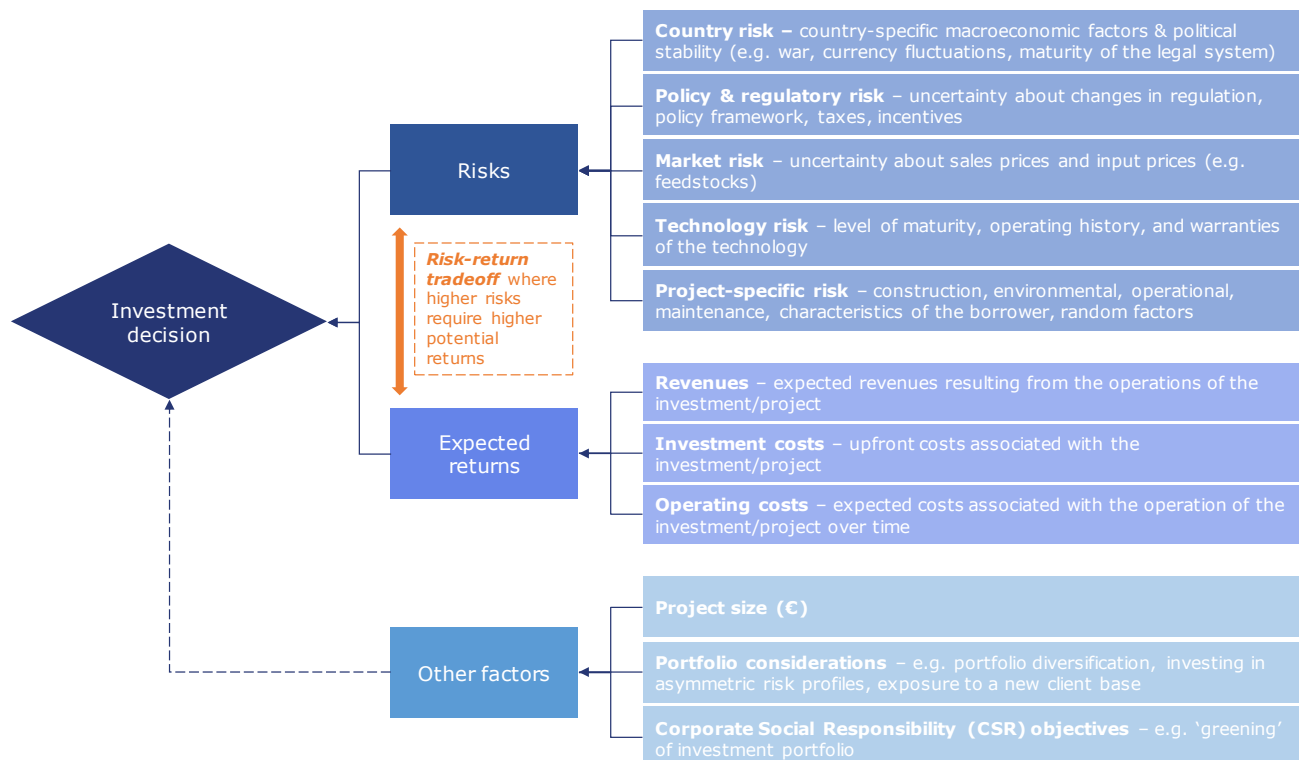 Country risk – country-specific macroeconomic factors & political
stability (e.g. war, currency fluctuations, maturity of the legal system)
Policy & regulatory risk – uncertainty about changes in regulation,
policy framework, taxes, incentives
Risks
Market risk – uncertainty about sales prices and input prices (e.g.
feedstocks)
Technology risk – level of maturity, operating history, and warranties
of the technology
Project-specific risk – construction, environmental, operational,
maintenance, characteristics of the borrower, random factors
Risk-return
tradeoff where
higher risks
require higher
potential
returns
Investment
decision
Expected
returns
Revenues – expected revenues resulting from the operations of the
investment/project
Investment costs – upfront costs associated with the
investment/project
Operating costs – expected costs associated with the operation of the
investment/project over time
Other factors
Project size (€)
Portfolio considerations – e.g. portfolio diversification, investing in
asymmetric risk profiles, exposure to a new client base
Corporate Social Responsibility (CSR) objectives – e.g. ‘greening’
of investment portfolio